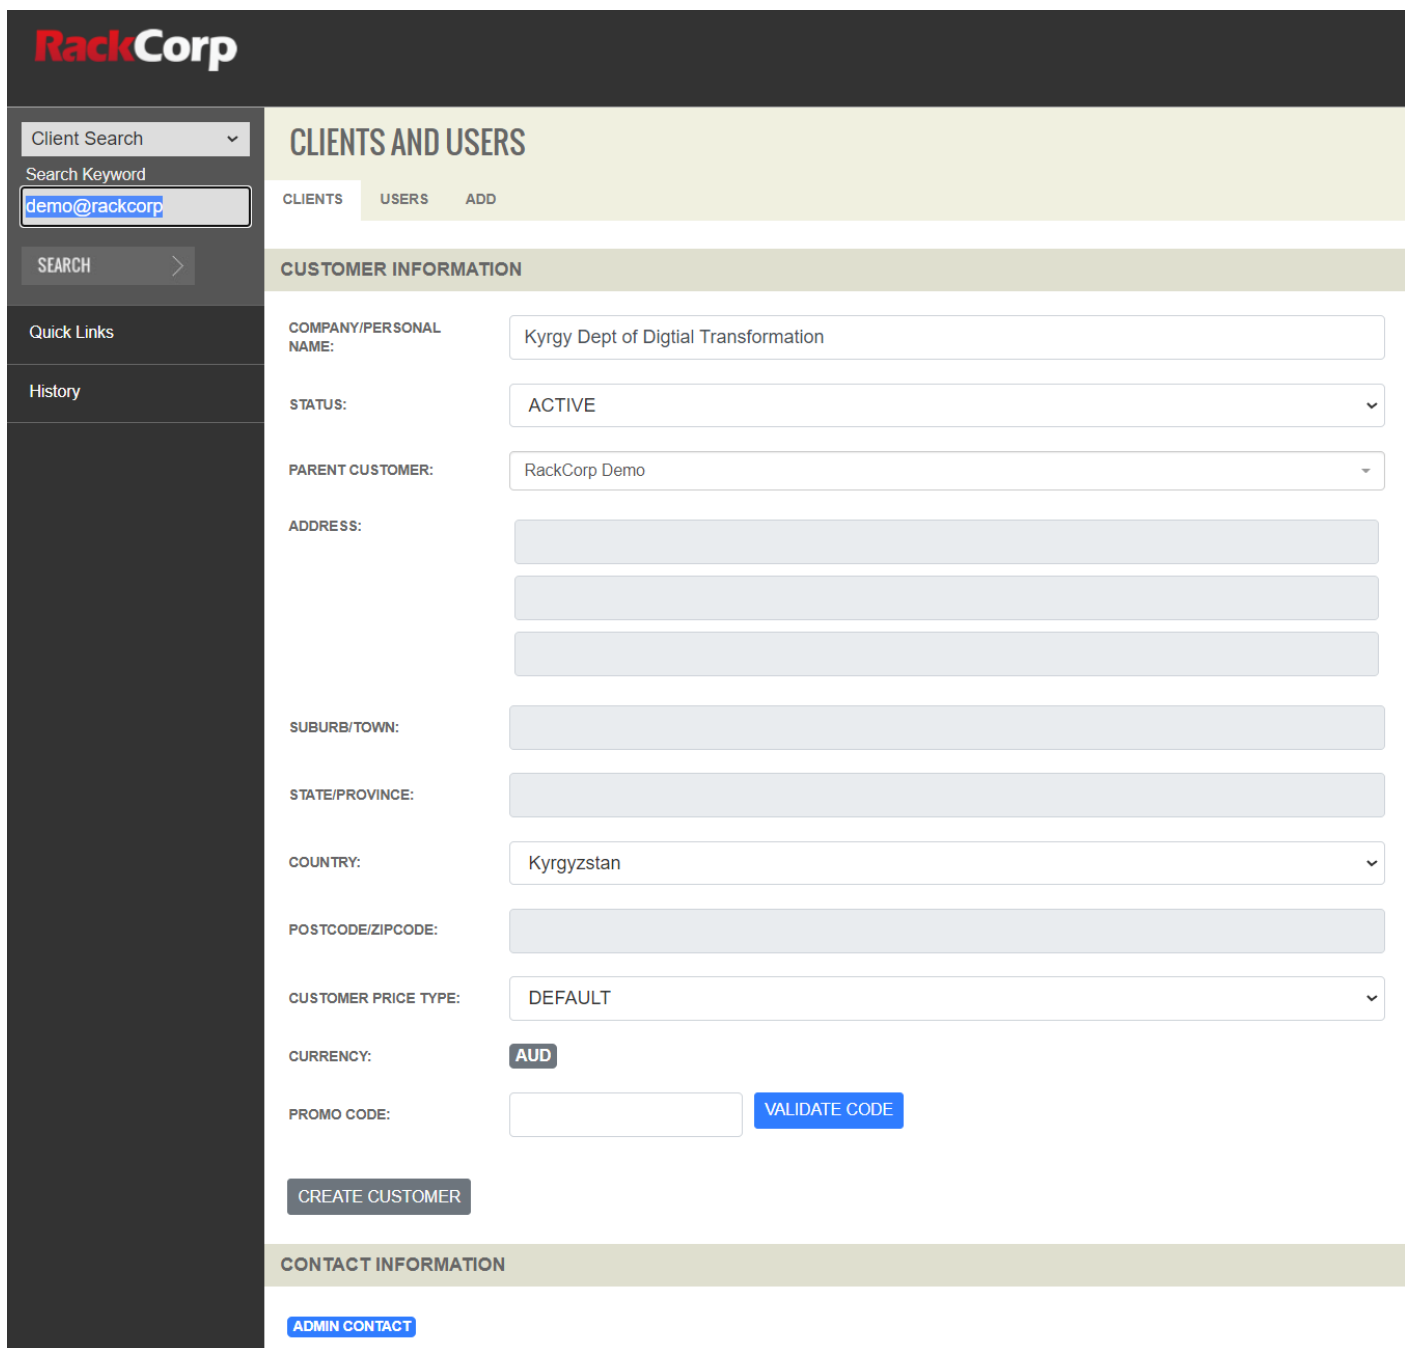 RackCorp
Client Search
Search Keyword
demo@rackcorp
SEARCH
Quick Links
History
CLIENTS AND USERS
CLIENTS USERS ADD
CUSTOMER INFORMATION
COMPANY/PERSONAL
NAME:
Kyrgy Dept of Digtial Transformation
STATUS:
ACTIVE
PARENT CUSTOMER:
RackCorp Demo
ADDRESS:
SUBURB/TOWN:
STATE/PROVINCE:
COUNTRY:
Kyrgyzstan
POSTCODE/ZIPCODE:
CUSTOMER PRICE TYPE:
DEFAULT
CURRENCY:
AUD
PROMO CODE:
VALIDATE CODE
CREATE CUSTOMER
CONTACT INFORMATION
ADMIN CONTACT